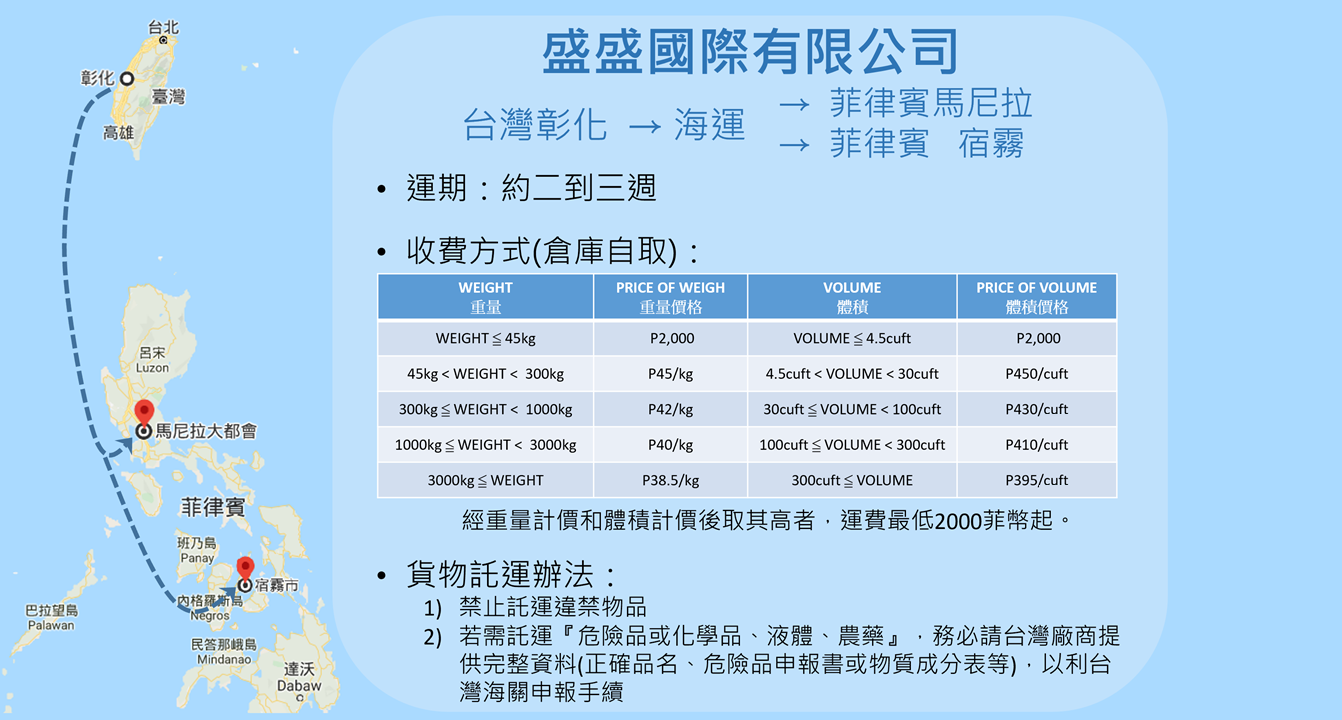 台北
彰化
臺灣
高雄
呂宋
Luzon
馬尼拉大都會
菲律賓
班乃島
Panay
宿霧市
內格羅斯島
Negros
巴拉望島
Palawan
民答那峨島
Mindanao
達沃
Dabaw
盛盛國際有限公司
台灣彰化 → 海運
→ 菲律賓馬尼拉
→ 菲律賓 宿霧
• 運期：約二到三週
• 收費方式(倉庫自取)：
WEIGHT PRICE OF WEIGH VOLUME PRICE OF VOLUME
重量 重量價格 體積 體積價格
WEIGHT ≦ 45kg P2,000 VOLUME ≦ 4.5cuft P2,000
45kg < WEIGHT < 300kg P45/kg 4.5cuft < VOLUME < 30cuft P450/cuft
300kg ≦ WEIGHT < 1000kg P42/kg 30cuft ≦ VOLUME < 100cuft P430/cuft
1000kg ≦ WEIGHT < 3000kg P40/kg 100cuft ≦ VOLUME < 300cuft P410/cuft
3000kg ≦ WEIGHT P38.5/kg 300cuft ≦ VOLUME P395/cuft
經重量計價和體積計價後取其高者，運費最低2000菲幣起。
• 貨物託運辦法：
1) 禁止託運違禁物品
2) 若需託運『危險品或化學品、液體、農藥』，務必請台灣廠商提
供完整資料(正確品名、危險品申報書或物質成分表等)，以利台
灣海關申報手續